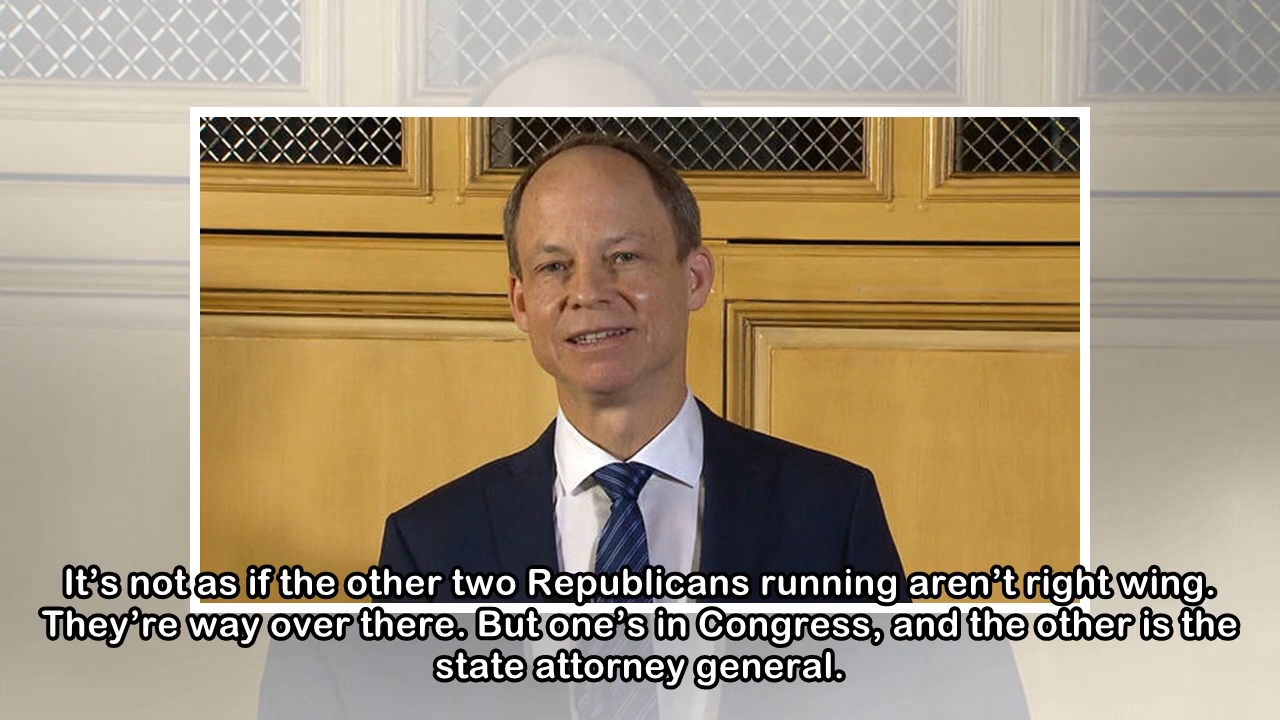 It’s not as if the other two Republicans running aren’t right wing.
They’re way over there. But one’s in Congress, and the other is the
state attorney general.